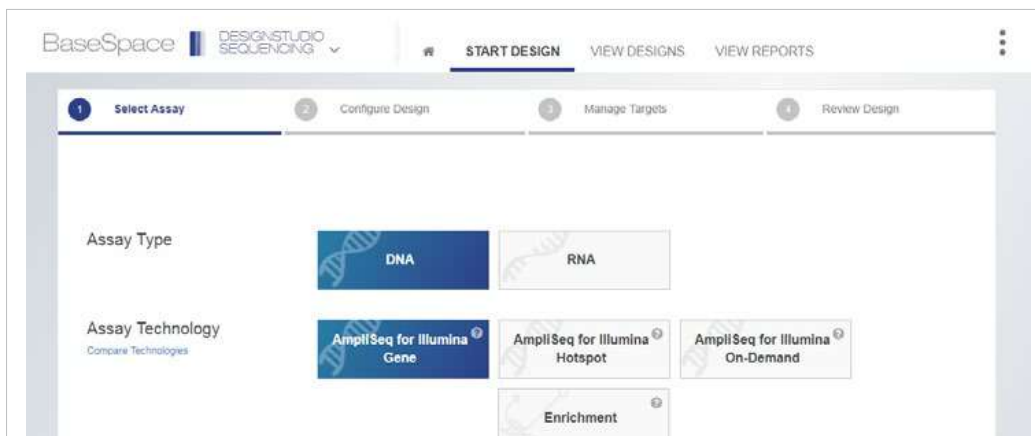 BaseSpace DESIGNSTUDIO
SEQUENCING
START DESIGN VIEW DESIGNS VIEW REPORTS
1 Select Assay 2 Configure Design 3 Manage Targets 4 Review Design
Assay Type
DNA RNA
Assay Technology
Compare Technologies
AmpliSeq for Illumina
Gene
AmpliSeq for Illumina
Hotspot
AmpliSeq for Illumina
On-Demand
Enrichment